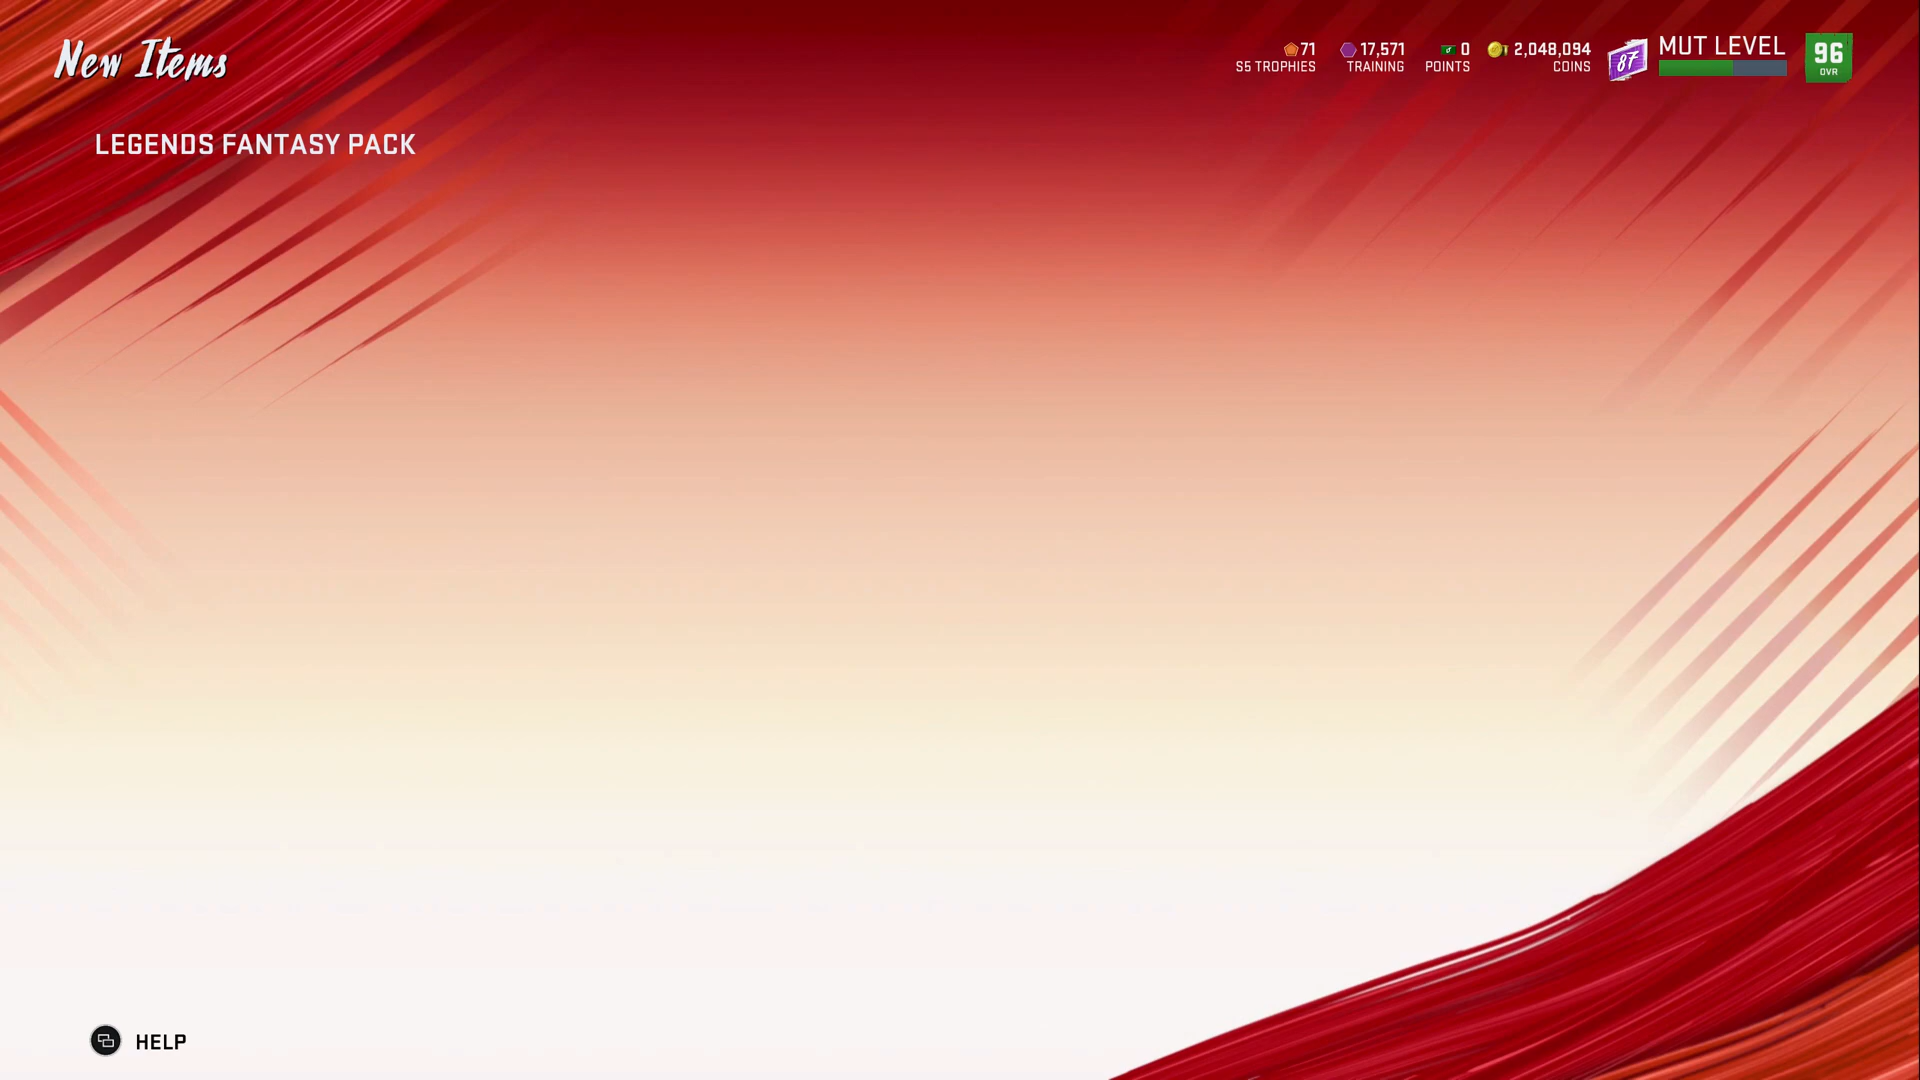 New Items
71
S5 TROPHIES
17,571
TRAINING
0
POINTS
2,048,094
COINS
87
MUT LEVEL
96
OVR
LEGENDS FANTASY PACK
HELP